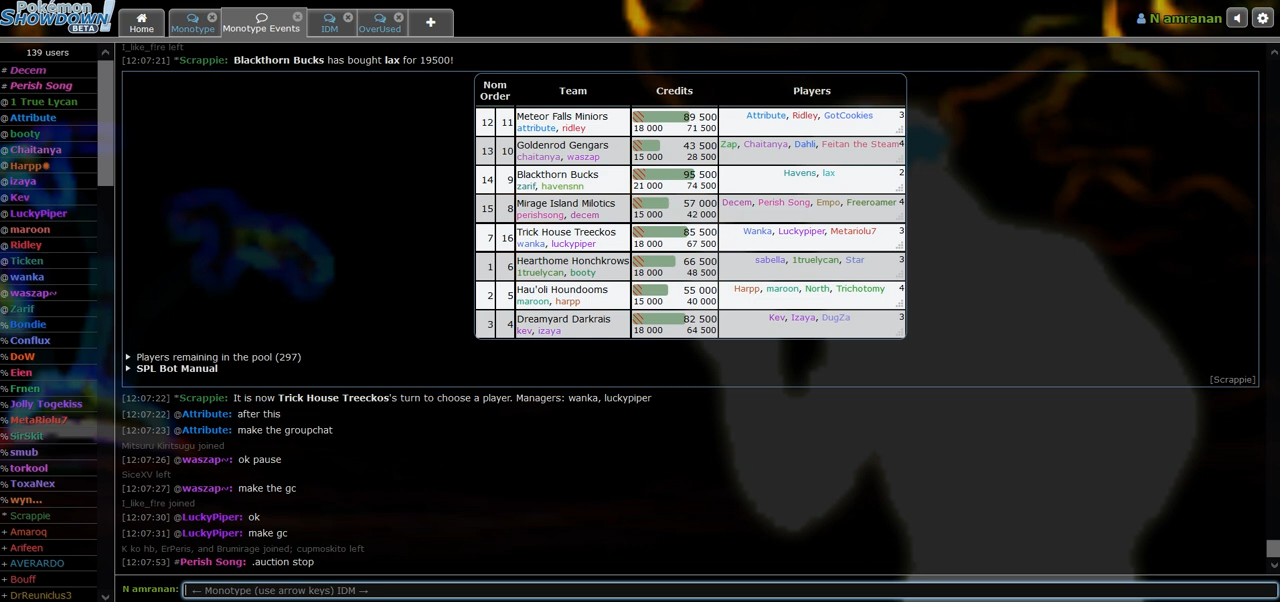 Pokémon
SHOWDOWN!
BETA
Home
Monotype
Monotype Events
IDM
OverUsed
N amranan
139 users
# Decem
# Perish Song
@ 1 True Lycan
@ Attribute
@ booty
@ Chaitanya
@ Harpp
@ izaya
@ Kev
@ LuckyPiper
@ maroon
@ Ridley
@ Ticken
@ wanka
@ waszap~
@ Zarif
% Bondie
% Conflux
% DoW
% Eien
% Frnen
% Jolly Togekiss
% MetaRiolu7
% SirSkit
% smub
% torkool
% ToxaNex
% wyn...
* Scrappie
+ Amaroq
+ Arifeen
+ AVERARDO
+ Bouff
+ DrReuniclus3
I_like_f!re left
[12:07:21] *Scrappie: Blackthorn Bucks has bought lax for 19500!
Nom Order Team Credits Players
12 11 Meteor Falls Miniors 89 500 Attribute, Ridley, GotCookies 3
attribute, ridley 18 000 71 500
13 10 Goldenrod Gengars 43 500 Zap, Chaitanya, Dahli, Feitan the Steam 4
chaitanya, waszap 15 000 28 500
14 9 Blackthorn Bucks 95 500 Havens, lax 2
zarif, havensnn 21 000 74 500
15 8 Mirage Island Milotics 57 000 Decem, Perish Song, Empo, Freeroamer 4
perishsong, decem 15 000 42 000
7 16 Trick House Treeckos 85 500 Wanka, Luckypiper, Metariolu7 3
wanka, luckypiper 18 000 67 500
1 6 Hearthome Honchkrows 66 500 sabella, 1truelycan, Star 3
1truelycan, booty 18 000 48 500
2 5 Hau'oli Houndooms 55 000 Harpp, maroon, North, Trichotomy 4
maroon, harpp 15 000 40 000
3 4 Dreamyard Darkrais 82 500 Kev, Izaya, DugZa 3
kev, izaya 18 000 64 500
Players remaining in the pool (297)
SPL Bot Manual
[Scrappie]
[12:07:22] *Scrappie: It is now Trick House Treeckos's turn to choose a player. Managers: wanka, luckypiper
[12:07:22] @Attribute: after this
[12:07:23] @Attribute: make the groupchat
Mitsuru Kiritsugu joined
[12:07:26] @waszap~: ok pause
SiceXV left
[12:07:27] @waszap~: make the gc
I_like_f!re joined
[12:07:30] @LuckyPiper: ok
[12:07:31] @LuckyPiper: make gc
K ko hb, ErPeris, and Brumirage joined; cupmoskito left
[12:07:53] #Perish Song: .auction stop
N amranan: ← Monotype (use arrow keys) IDM →